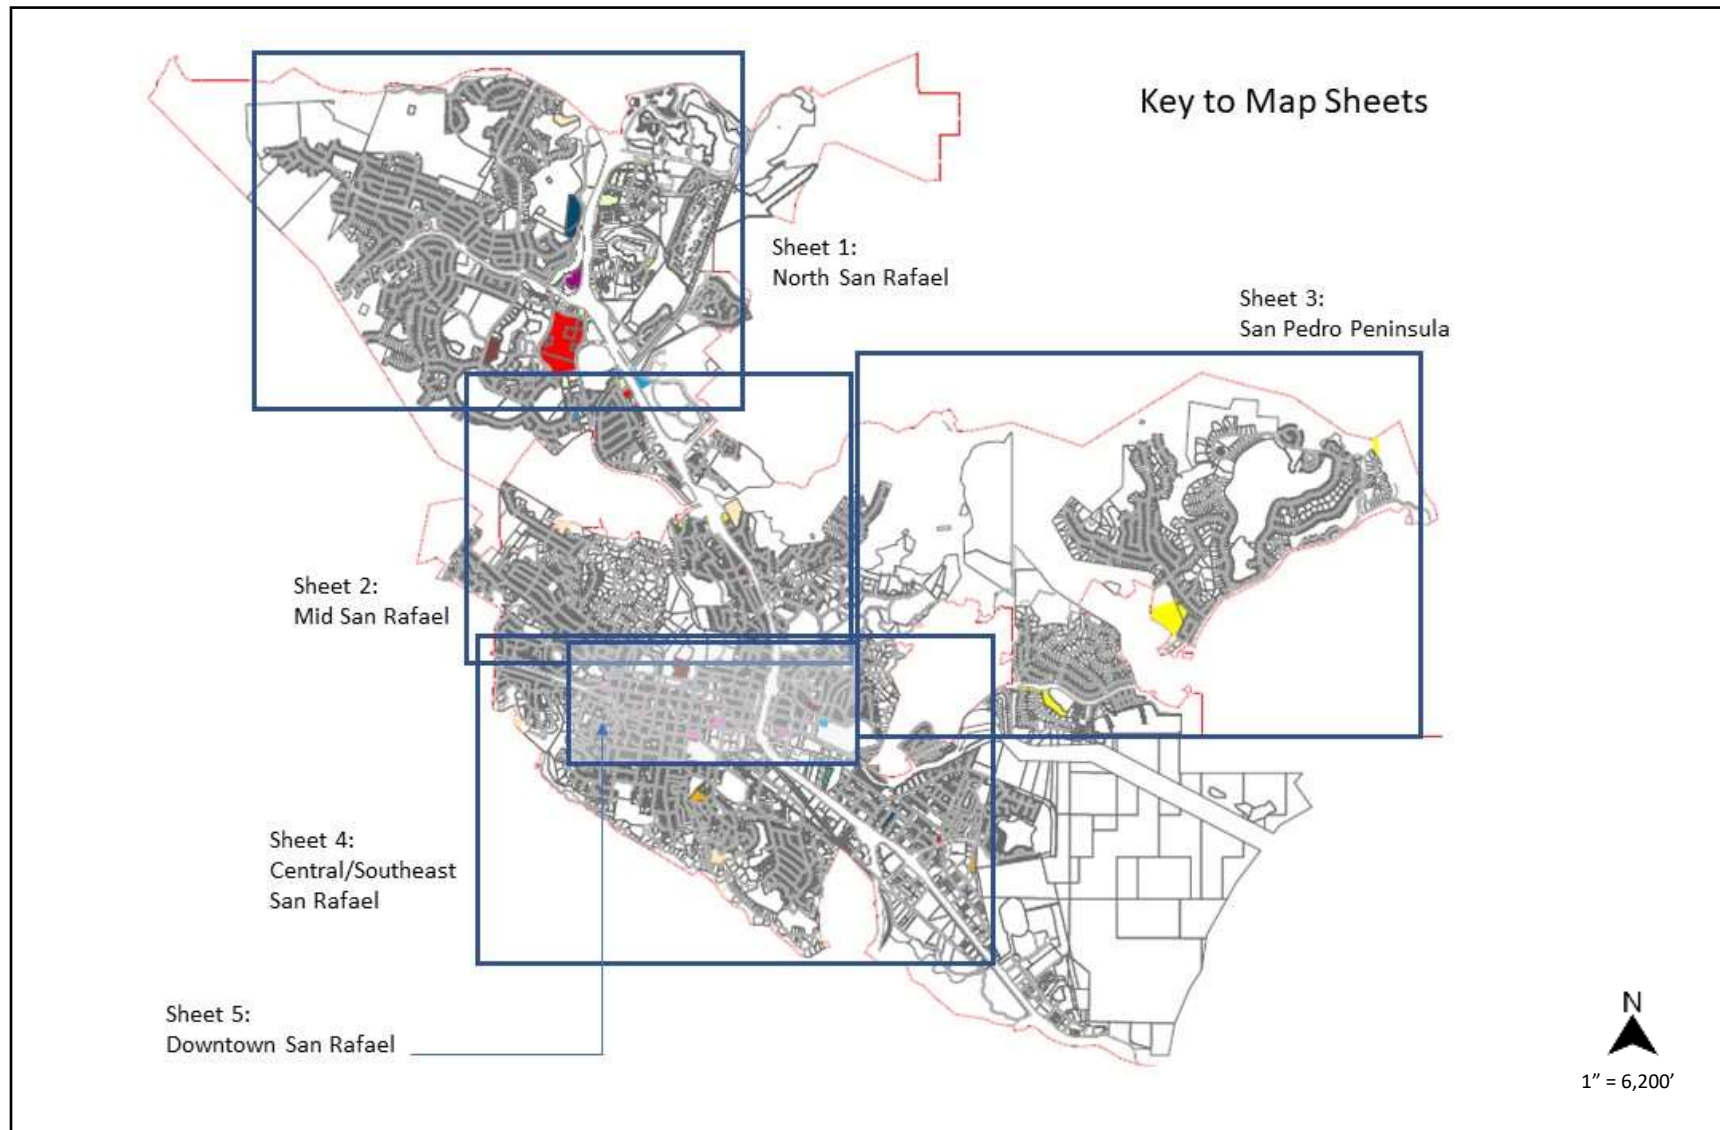 Key to Map Sheets
Sheet 1:
North San Rafael
Sheet 3:
San Pedro Peninsula
Sheet 2:
Mid San Rafael
Sheet 4:
Central/Southeast
San Rafael
Sheet 5:
Downtown San Rafael
N
1” = 6,200’